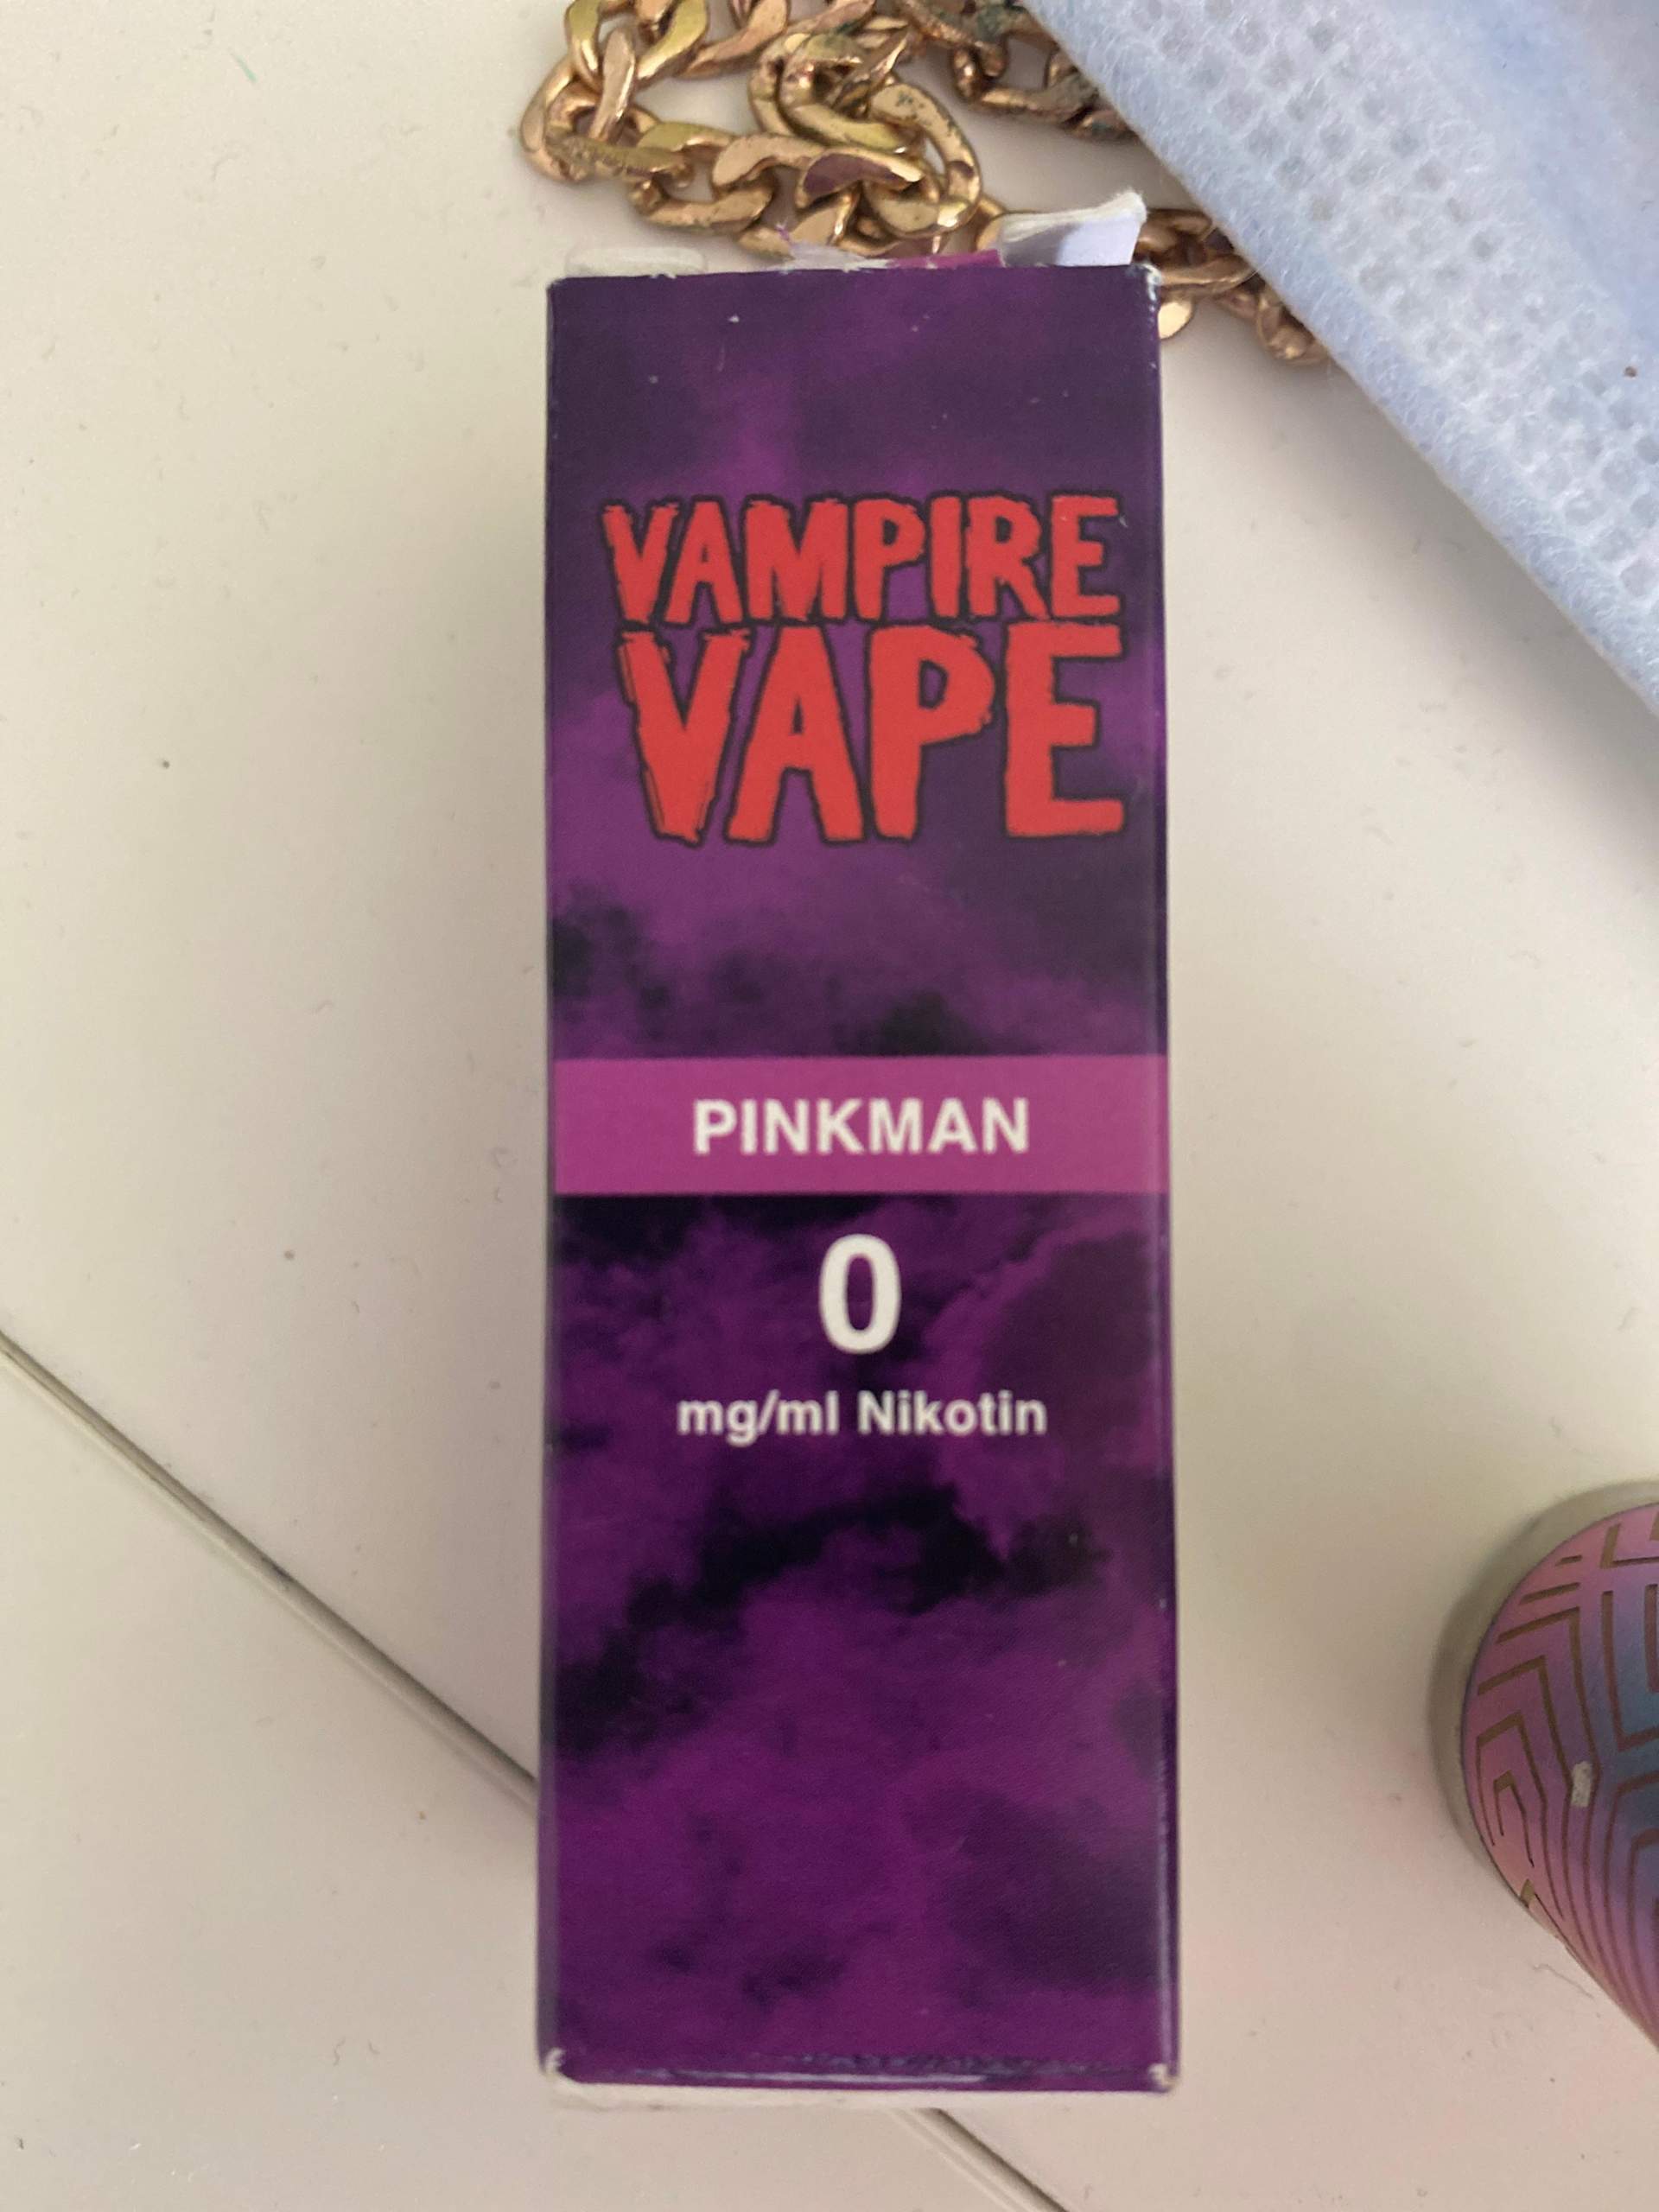 VAMPIRE
VAPE
PINKMAN
0
mg/ml Nikotin